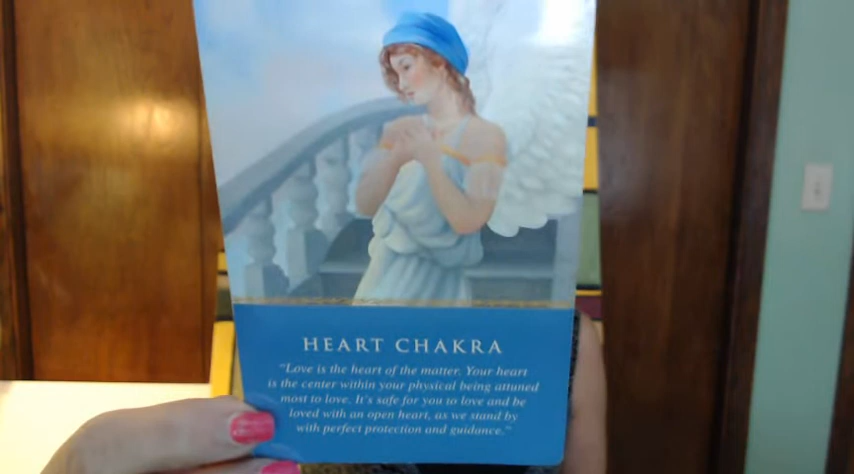 HEART CHAKRA
"Love is the heart of the matter. Your heart
is the center within your physical being attuned
most to love. It's safe for you to love and be
loved with an open heart, as we stand by
with perfect protection and guidance."